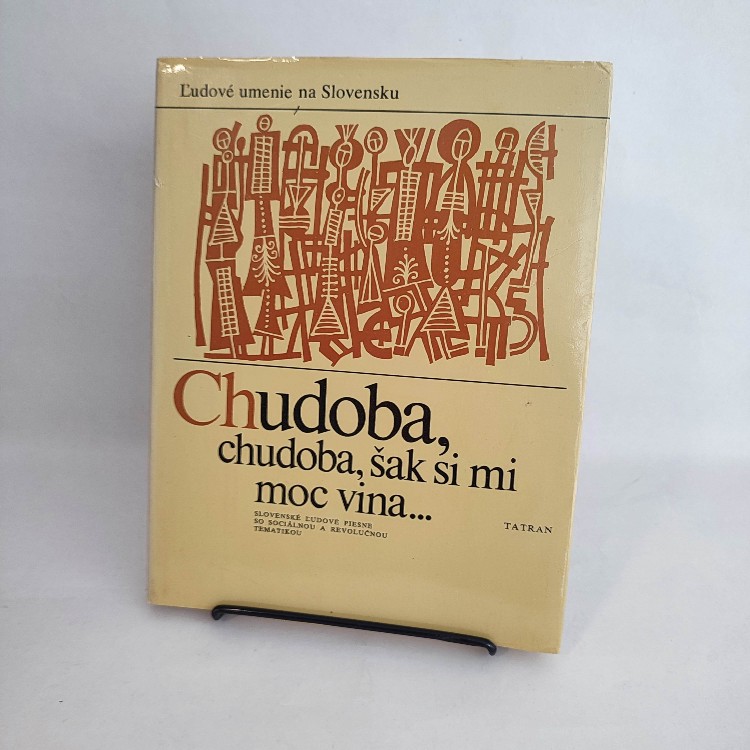 Ľudové umenie na Slovensku
Chudoba,
chudoba, šak si mi
moc vina...
SLOVENSKÉ ĽUDOVÉ PIESNE
SO SOCIÁLNOU A REVOLUČNOU
TEMATIKOU
TATRAN